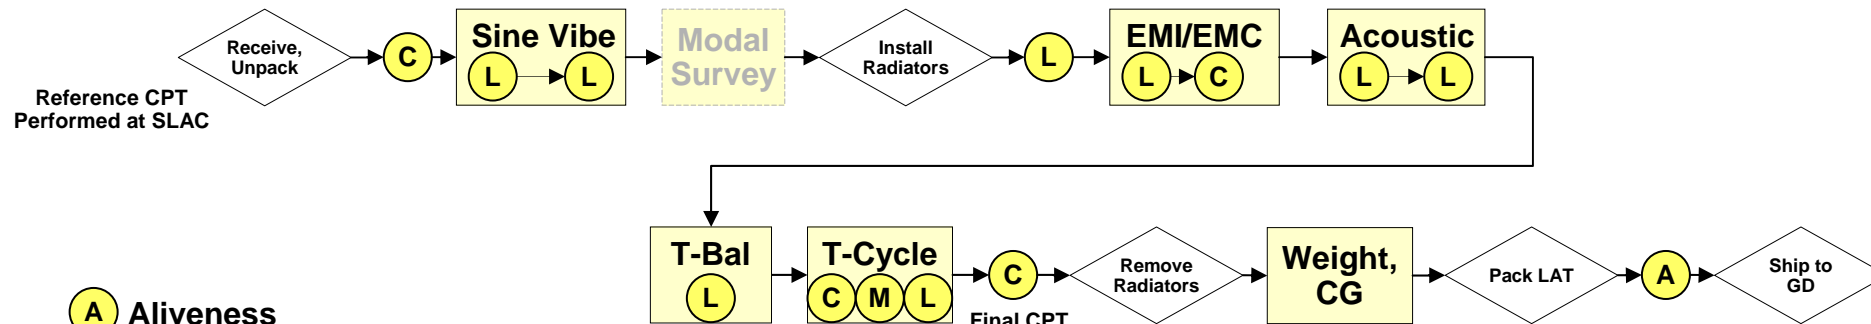 Receive,
Unpack
C
Sine Vibe
L L
Modal
Survey
Install
Radiators
L
EMI/EMC
L C
Acoustic
L L
Reference CPT
Performed at SLAC
T-Bal
L
T-Cycle
C M L
C
Final CPT
Remove
Radiators
Weight,
CG
Pack LAT
A
Ship to
GD
A Aliveness